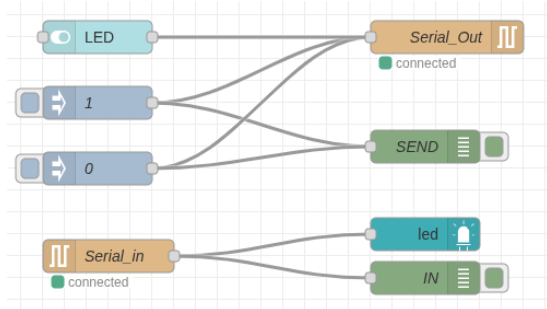 LED
Serial_Out
connected
1
SEND
0
led
Serial_in
connected
IN